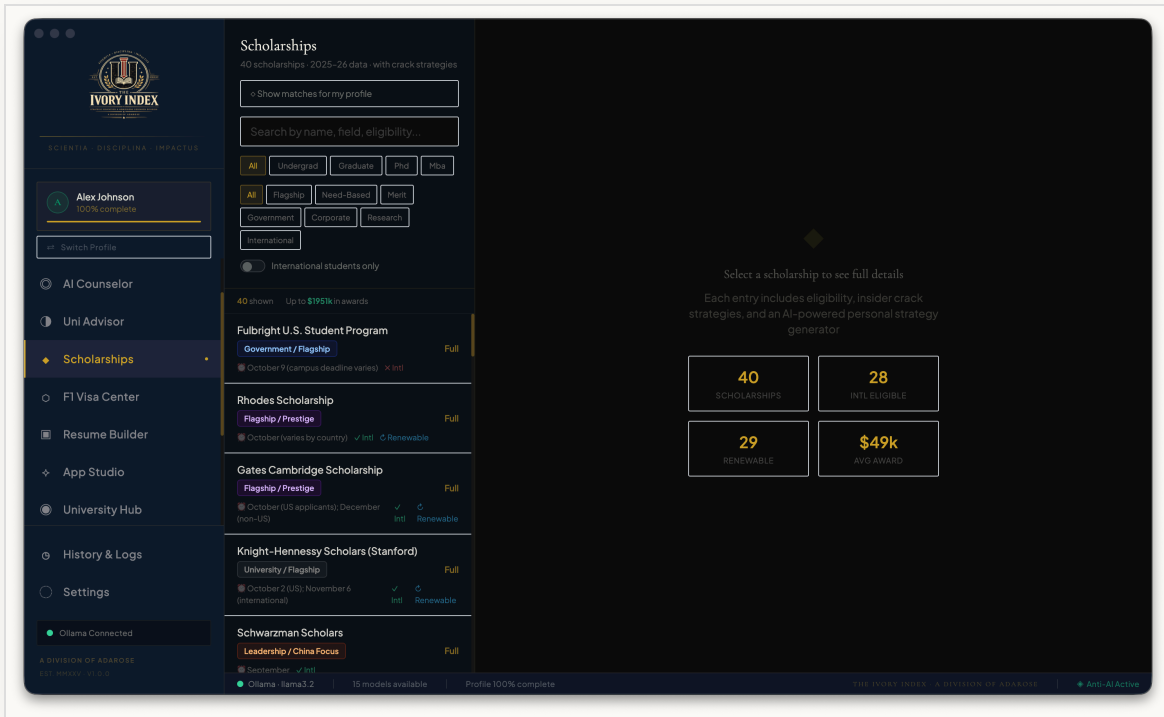 THE
IVORY INDEX
SCIENTIA · DISCIPLINA · IMPACTUS
A
Alex Johnson
100% complete
⇌ Switch Profile
AI Counselor
Uni Advisor
Scholarships
F1 Visa Center
Resume Builder
App Studio
University Hub
History & Logs
Settings
Ollama Connected
A DIVISION OF ADAROSE
EST. MMXXV · V1.0.0
Scholarships
40 scholarships · 2025–26 data · with crack strategies
○ Show matches for my profile
Search by name, field, eligibility...
All Undergrad Graduate Phd Mba
All Flagship Need-Based Merit
Government Corporate Research
International
International students only
40 shown Up to $1951k in awards
Fulbright U.S. Student Program
Government / Flagship Full
October 9 (campus deadline varies) ✕ Intl
Rhodes Scholarship
Flagship / Prestige Full
October (varies by country) ✓ Intl ↻ Renewable
Gates Cambridge Scholarship
Flagship / Prestige Full
October (US applicants); December ✓ ↻
(non-US) Intl Renewable
Knight-Hennessy Scholars (Stanford)
University / Flagship Full
October 2 (US); November 6 ✓ ↻
(international) Intl Renewable
Schwarzman Scholars
Leadership / China Focus Full
September ✓ Intl
Select a scholarship to see full details
Each entry includes eligibility, insider crack
strategies, and an AI-powered personal strategy
generator
40
SCHOLARSHIPS
28
INTL ELIGIBLE
29
RENEWABLE
$49k
AVG AWARD
Ollama · llama3.2 15 models available Profile 100% complete
THE IVORY INDEX · A DIVISION OF ADAROSE
◈ Anti-AI Active